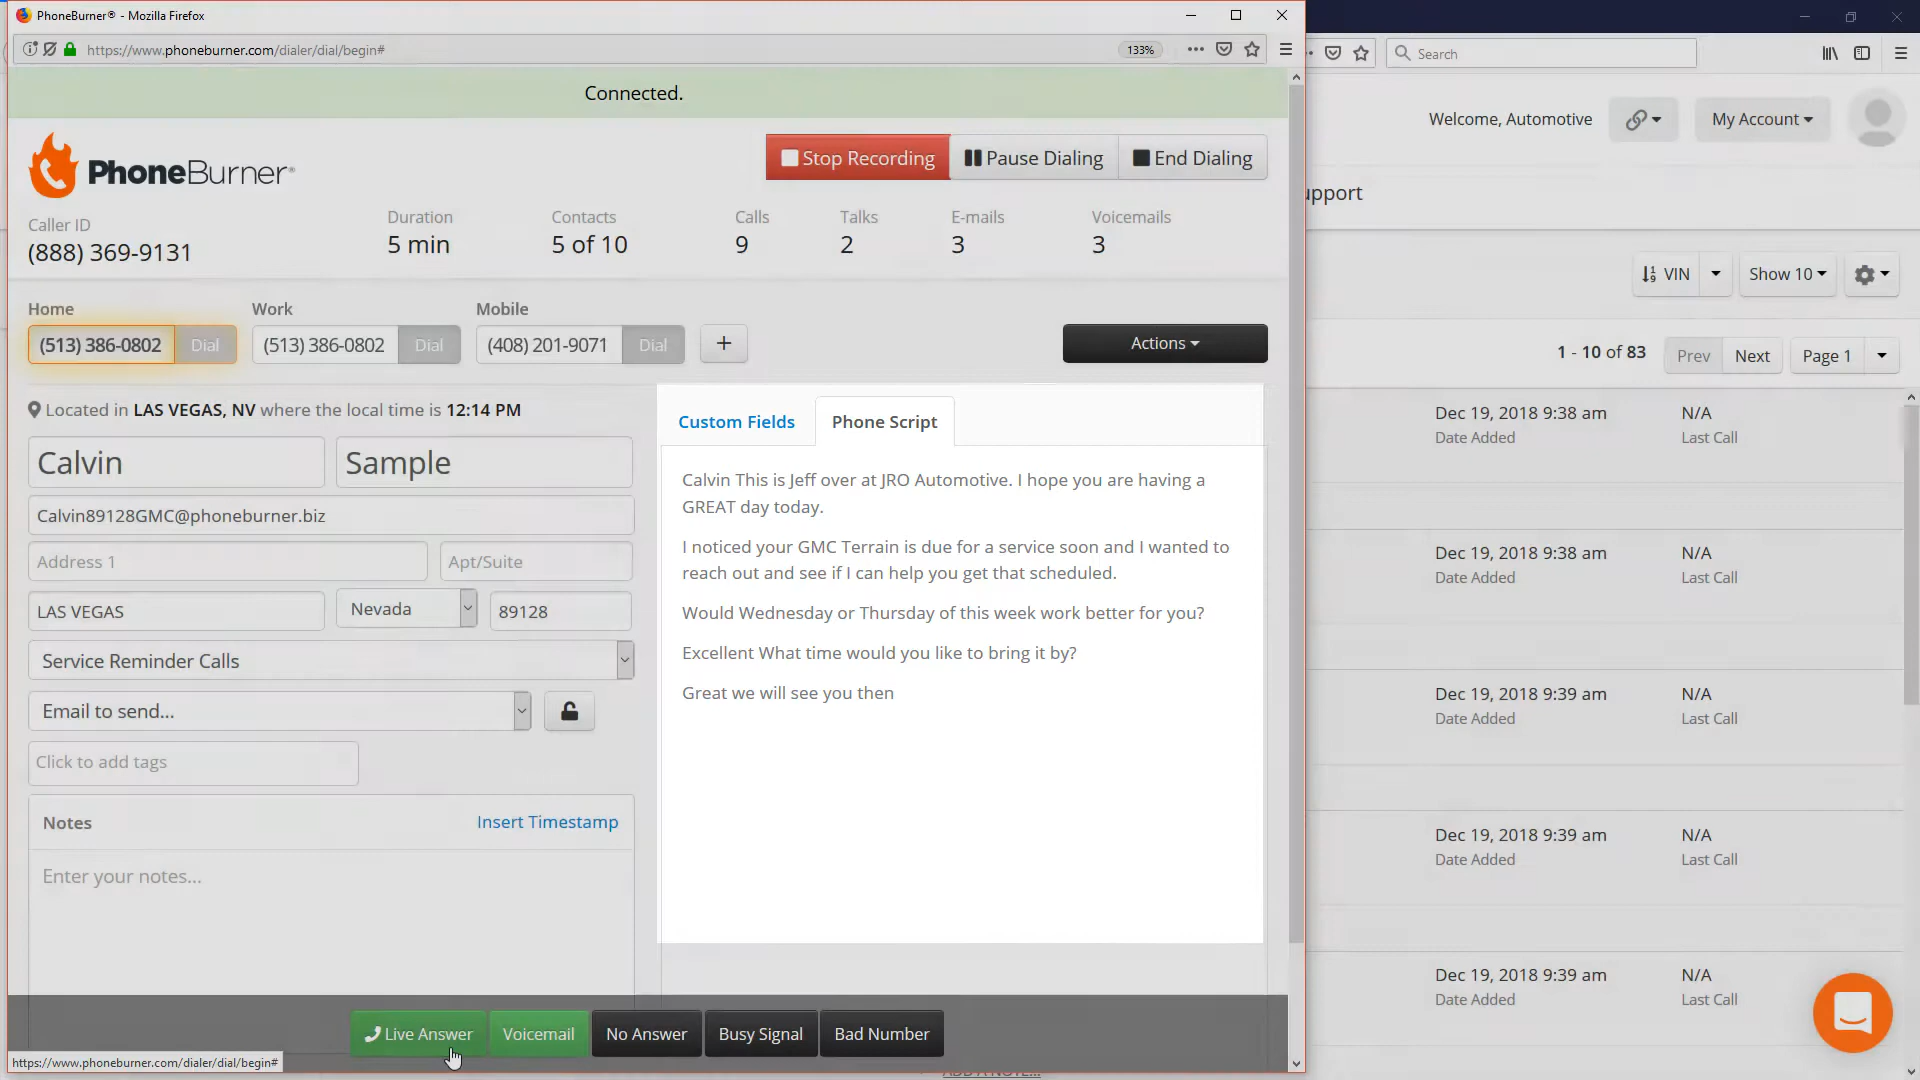 PhoneBurner® - Mozilla Firefox
https://www.phoneburner.com/dialer/dial/begin#
133%
Search
Connected.
PhoneBurner®
Stop Recording
Pause Dialing
End Dialing
Welcome, Automotive
My Account
upport
Caller ID
(888) 369-9131
Duration
5 min
Contacts
5 of 10
Calls
9
Talks
2
E-mails
3
Voicemails
3
VIN
Show 10
Home
(513) 386-0802
Dial
Work
(513) 386-0802
Dial
Mobile
(408) 201-9071
Dial
+
Actions
1 - 10 of 83
Prev
Next
Page 1
Located in LAS VEGAS, NV where the local time is 12:14 PM
Calvin
Sample
Calvin89128GMC@phoneburner.biz
Address 1
Apt/Suite
LAS VEGAS
Nevada
89128
Service Reminder Calls
Email to send...
Click to add tags
Notes
Insert Timestamp
Enter your notes...
Custom Fields
Phone Script
Calvin This is Jeff over at JRO Automotive. I hope you are having a
GREAT day today.
I noticed your GMC Terrain is due for a service soon and I wanted to
reach out and see if I can help you get that scheduled.
Would Wednesday or Thursday of this week work better for you?
Excellent What time would you like to bring it by?
Great we will see you then
Dec 19, 2018 9:38 am
Date Added
N/A
Last Call
Dec 19, 2018 9:38 am
Date Added
N/A
Last Call
Dec 19, 2018 9:39 am
Date Added
N/A
Last Call
Dec 19, 2018 9:39 am
Date Added
N/A
Last Call
Dec 19, 2018 9:39 am
Date Added
N/A
Last Call
Live Answer
Voicemail
No Answer
Busy Signal
Bad Number
https://www.phoneburner.com/dialer/dial/begin#